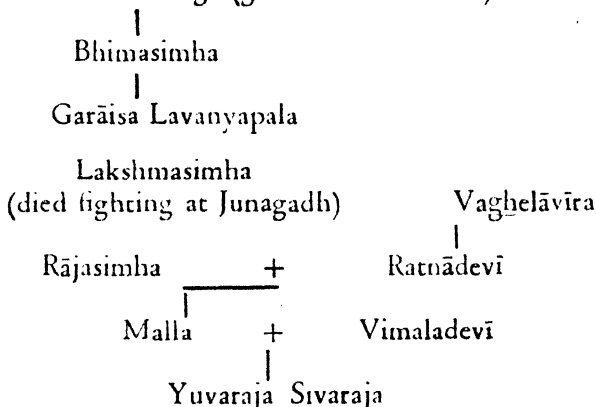 Bhimasimha
Garāisa Lavanyapala
Lakshmasimha
(died fighting at Junagadh) Vaghelāvīra
Rājasimha + Ratnādevī
Malla + Vimaladevī
Yuvaraja Sivaraja